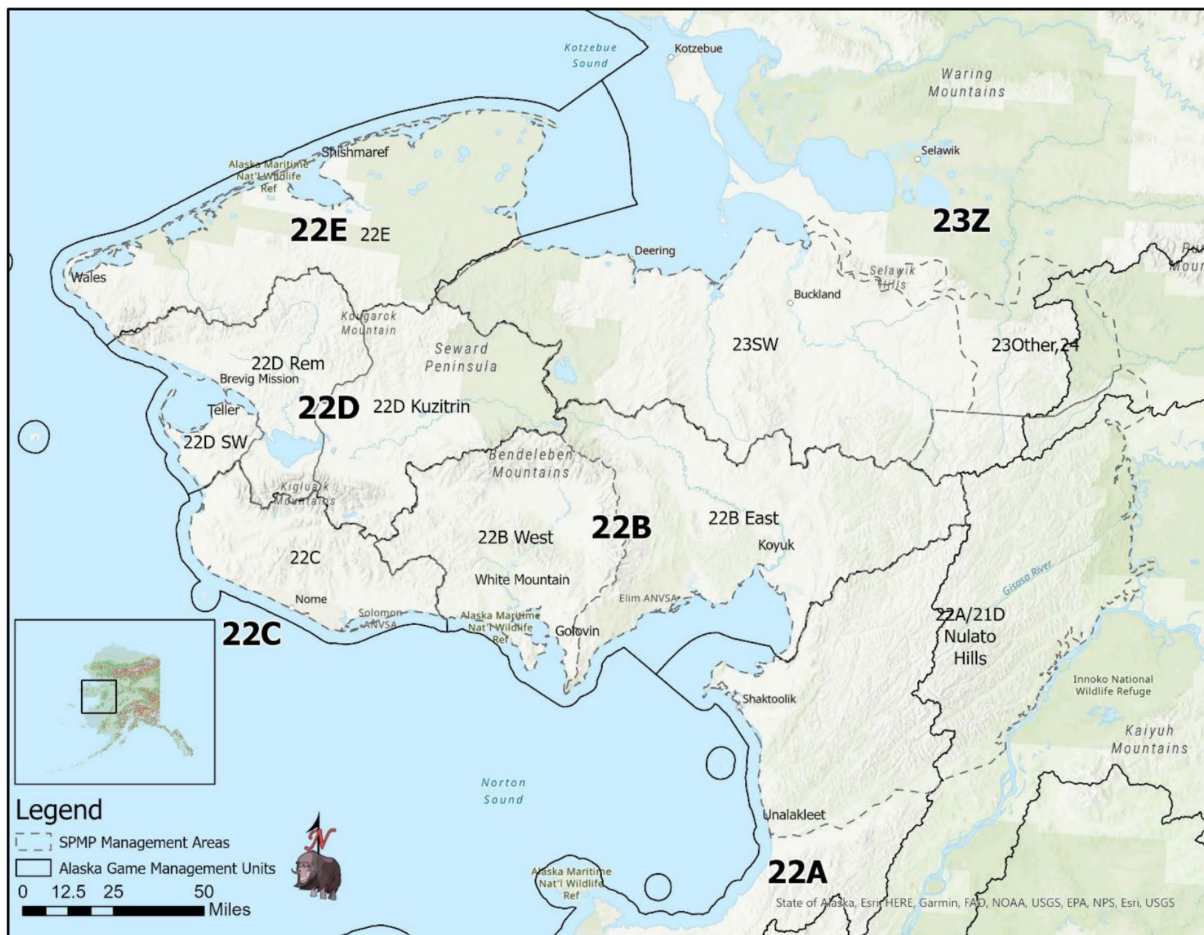 Kotzebue
Sound
Kotzebue
Waring
Mountains
Shishmaref
Alaska Maritime
Nat'l Wildlife
Ref
Selawik
22E
22E
23Z
Deering
Wales
Selawik
Hills
Buckland
Kougarok
Mountain
Seward
Peninsula
23SW
23Other,24
22D Rem
Brevig Mission
22D
22D Kuzitrin
Teller
22D SW
Bendeleben
Mountains
Kigluaik
Mountains
22B West
22B
22B East
Koyuk
22C
White Mountain
Gisasa River
Nome
Solomon
ANVSA
Alaska Maritime
Nat'l Wildlife
Ref
Elim ANVSA
Golovin
22C
22A/21D
Nulato
Hills
Innoko National
Wildlife Refuge
Shaktoolik
Kaiyuh
Mountains
Norton
Sound
Unalakleet
22A
Alaska Maritime
Nat'l Wildlife
Ref
Legend
SPMP Management Areas
Alaska Game Management Units
0 12.5 25 50
Miles
N
State of Alaska, Esri, HERE, Garmin, FAO, NOAA, USGS, EPA, NPS, Esri, USGS